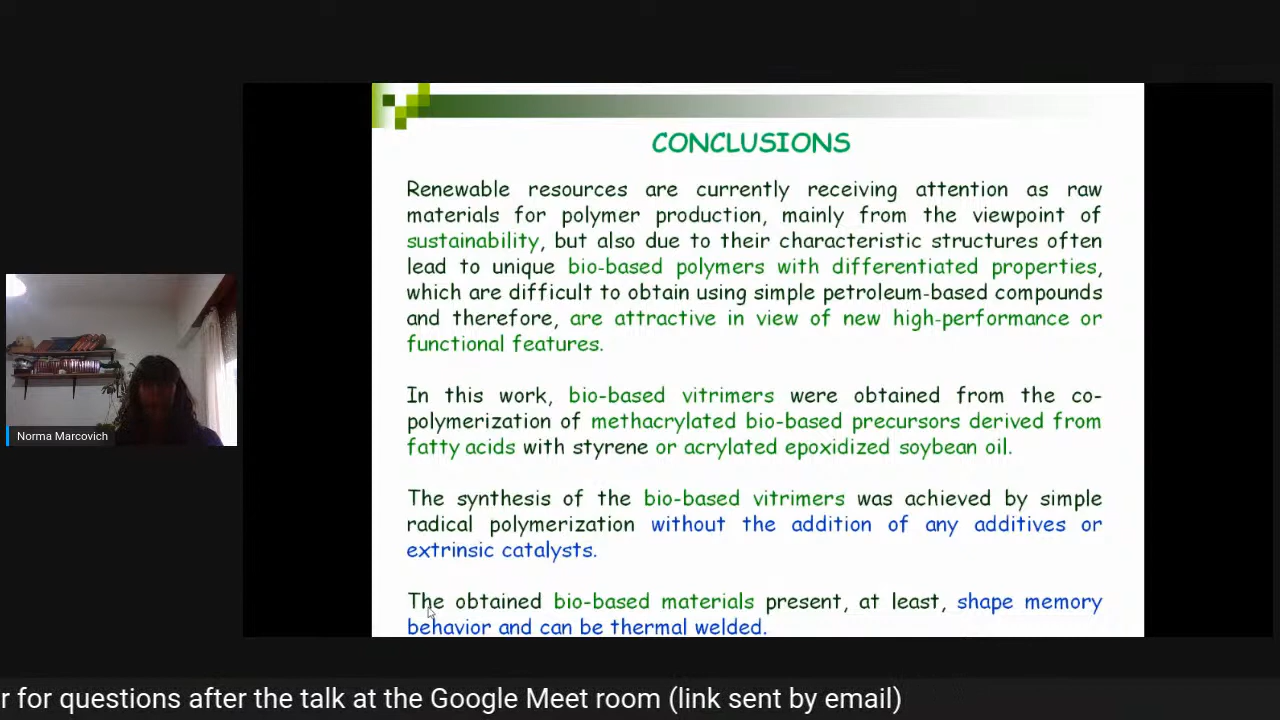 CONCLUSIONS
Renewable resources are currently receiving attention as raw
materials for polymer production, mainly from the viewpoint of
sustainability, but also due to their characteristic structures often
lead to unique bio-based polymers with differentiated properties,
which are difficult to obtain using simple petroleum-based compounds
and therefore, are attractive in view of new high-performance or
functional features.
In this work, bio-based vitrimers were obtained from the co-
polymerization of methacrylated bio-based precursors derived from
fatty acids with styrene or acrylated epoxidized soybean oil.
The synthesis of the bio-based vitrimers was achieved by simple
radical polymerization without the addition of any additives or
extrinsic catalysts.
The obtained bio-based materials present, at least, shape memory
behavior and can be thermal welded.
Norma Marcovich
r for questions after the talk at the Google Meet room (link sent by email)